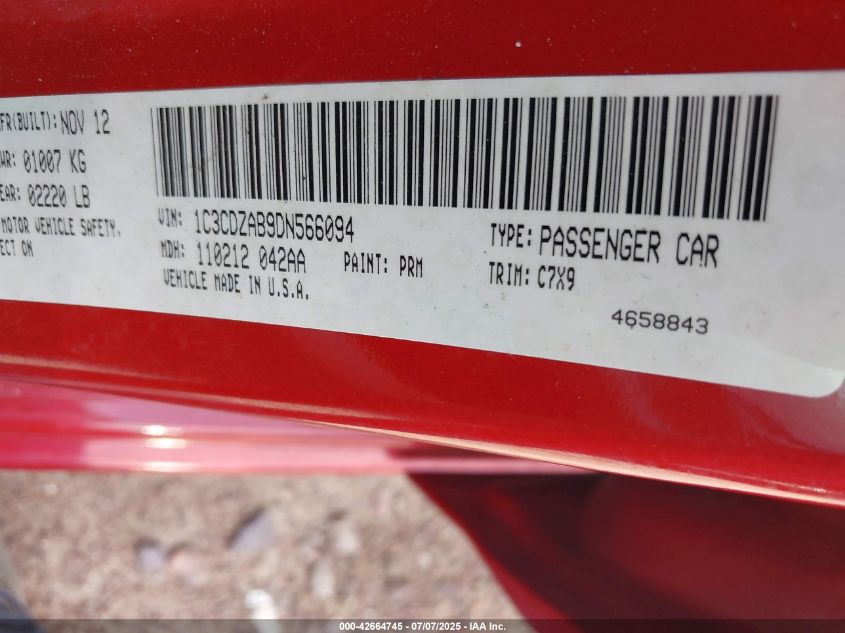 FR(BUILT): NOV 12
WR: 01007 KG
EAR: 02220 LB
MOTOR VEHICLE SAFETY,
ECT ON
VIN: 1C3CDZAB9DN566094
MDH: 110212 042AA
PAINT: PRM
VEHICLE MADE IN U.S.A.
TYPE: PASSENGER CAR
TRIM: C7X9
4658843
000-42664745 - 07/07/2025 - IAA Inc.